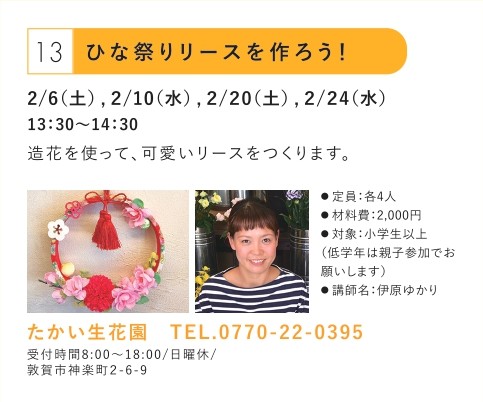 13 ひな祭りリースを作ろう！
2/6（土）, 2/10（水）, 2/20（土）, 2/24（水）
13:30〜14:30
造花を使って、可愛いリースをつくります。
●定員：各4人
●材料費：2,000円
●対象：小学生以上
（低学年は親子参加でお
願いします）
●講師名：伊原ゆかり
たかい生花園　TEL.0770-22-0395
受付時間8:00〜18:00/日曜休/
敦賀市神楽町2-6-9